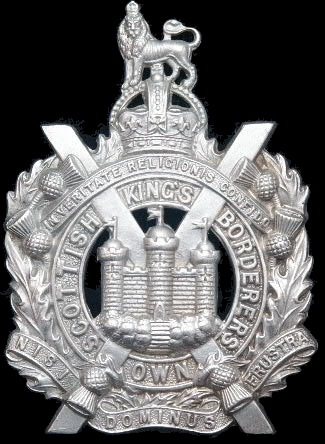 IN VERITATE RELIGIONIS CONFIDO
KING'S
OWN
SCOTTISH
BORDERERS
NISI
DOMINUS
FRUSTRA